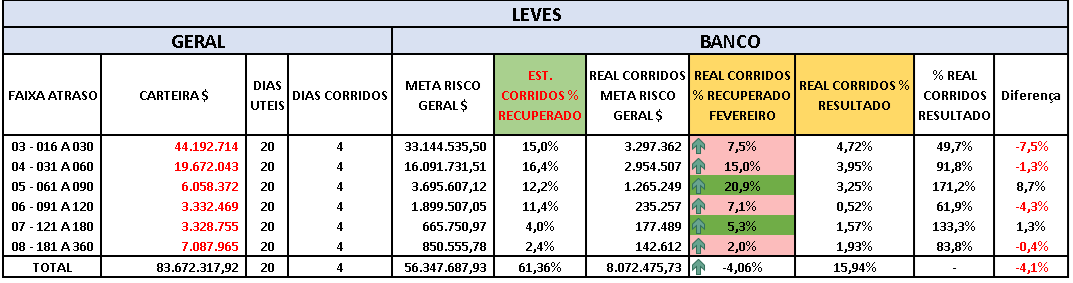 LEVES
GERAL BANCO
FAIXA ATRASO CARTEIRA $ DIAS UTEIS DIAS CORRIDOS META RISCO GERAL $ EST. CORRIDOS % RECUPERADO REAL CORRIDOS META RISCO GERAL $ REAL CORRIDOS % RECUPERADO FEVEREIRO REAL CORRIDOS % RESULTADO % REAL CORRIDOS RESULTADO Diferença
03 - 016 A 030 44.192.714 20 4 33.144.535,50 15,0% 3.297.362 7,5% 4,72% 49,7% -7,5%
04 - 031 A 060 19.672.043 20 4 16.091.731,51 16,4% 2.954.507 15,0% 3,95% 91,8% -1,3%
05 - 061 A 090 6.058.372 20 4 3.695.607,12 12,2% 1.265.249 20,9% 3,25% 171,2% 8,7%
06 - 091 A 120 3.332.469 20 4 1.899.507,05 11,4% 235.257 7,1% 0,52% 61,9% -4,3%
07 - 121 A 180 3.328.755 20 4 665.750,97 4,0% 177.489 5,3% 1,57% 133,3% 1,3%
08 - 181 A 360 7.087.965 20 4 850.555,78 2,4% 142.612 2,0% 1,93% 83,8% -0,4%
TOTAL 83.672.317,92 20 4 56.347.687,93 61,36% 8.072.475,73 -4,06% 15,94% - -4,1%